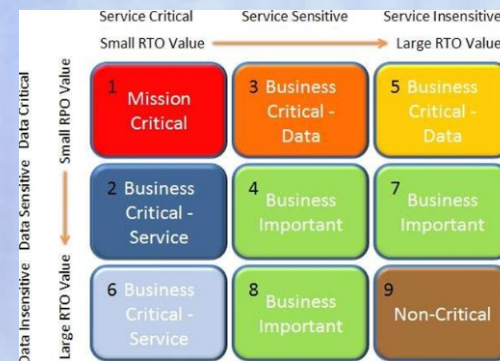 Service Critical Service Sensitive Service Insensitive
Small RTO Value Large RTO Value
Data Critical
Data Sensitive
Data Insensitive
Small RPO Value
Large RTO Value
1 Mission
Critical
3 Business
Critical -
Data
5 Business
Critical -
Data
2 Business
Critical -
Service
4 Business
Important
7 Business
Important
6 Business
Critical -
Service
8 Business
Important
9 Non-Critical